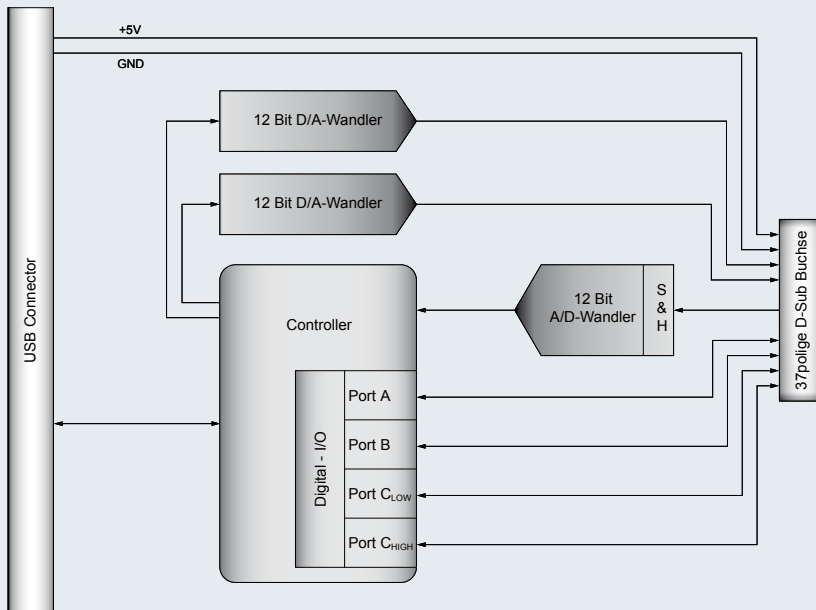 +5V
GND
12 Bit D/A-Wandler
12 Bit D/A-Wandler
USB Connector
Controller
12 Bit
A/D-Wandler
S
&
H
37polige D-Sub Buchse
Digital - I/O
Port A
Port B
Port CLOW
Port CHIGH